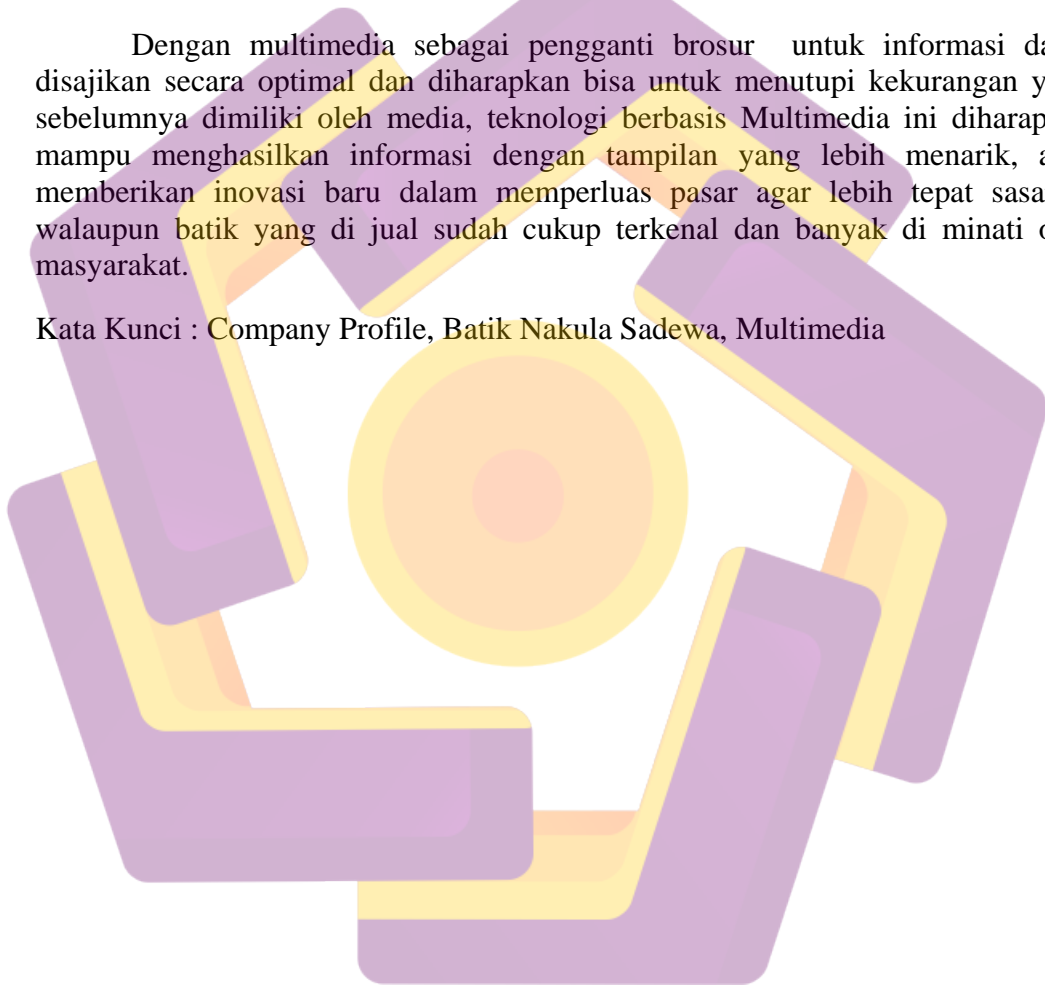 Dengan multimedia sebagai pengganti brosur untuk informasi da
disajikan secara optimal dan diharapkan bisa untuk menutupi kekurangan y
sebelumnya dimiliki oleh media, teknologi berbasis Multimedia ini diharap
mampu menghasilkan informasi dengan tampilan yang lebih menarik, a
memberikan inovasi baru dalam memperluas pasar agar lebih tepat sasa
walaupun batik yang di jual sudah cukup terkenal dan banyak di minati o
masyarakat.
Kata Kunci : Company Profile, Batik Nakula Sadewa, Multimedia